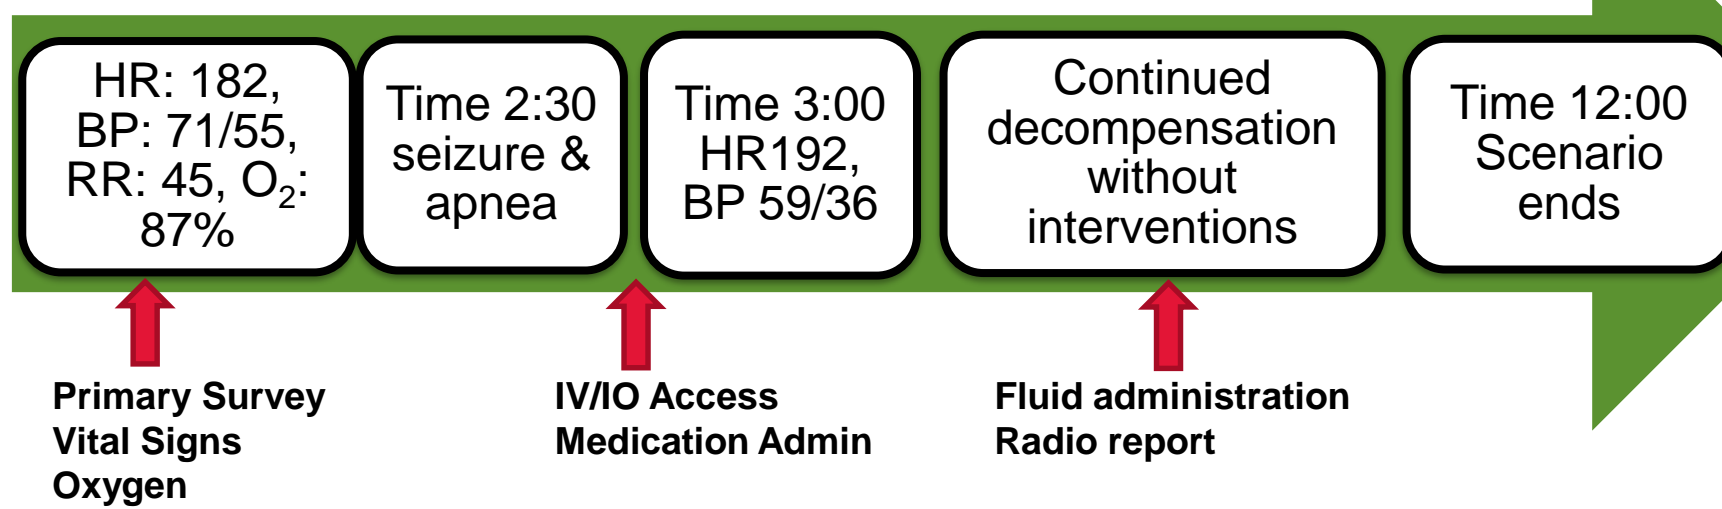 HR: 182,
BP: 71/55,
RR: 45, O₂:
87%
Time 2:30
seizure &
apnea
Time 3:00
HR192,
BP 59/36
Continued
decompensation
without
interventions
Time 12:00
Scenario
ends
Primary Survey
Vital Signs
Oxygen
IV/IO Access
Medication Admin
Fluid administration
Radio report